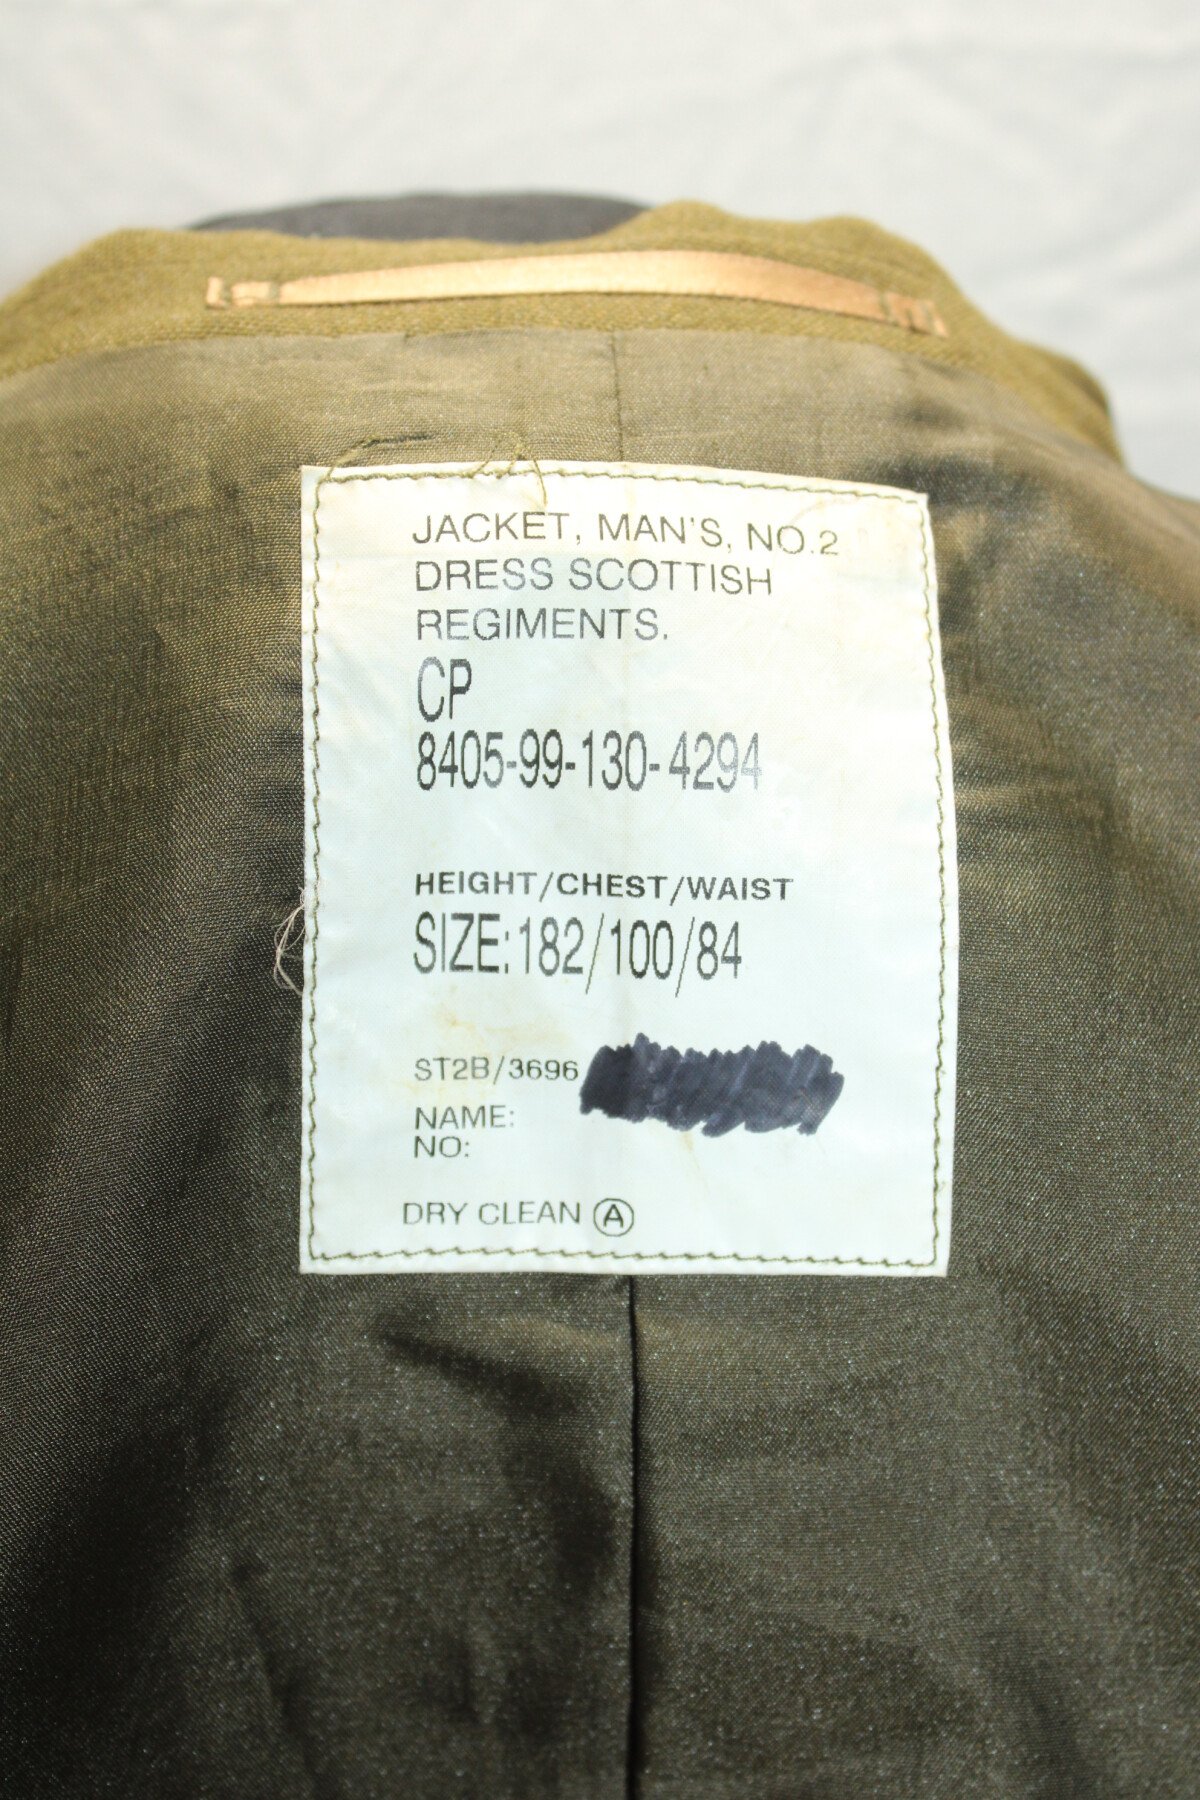 JACKET, MAN'S, NO.2
DRESS SCOTTISH
REGIMENTS.
CP
8405-99-130-4294
HEIGHT/CHEST/WAIST
SIZE:182/100/84
ST2B/3696
NAME:
NO:
DRY CLEAN Ⓐ